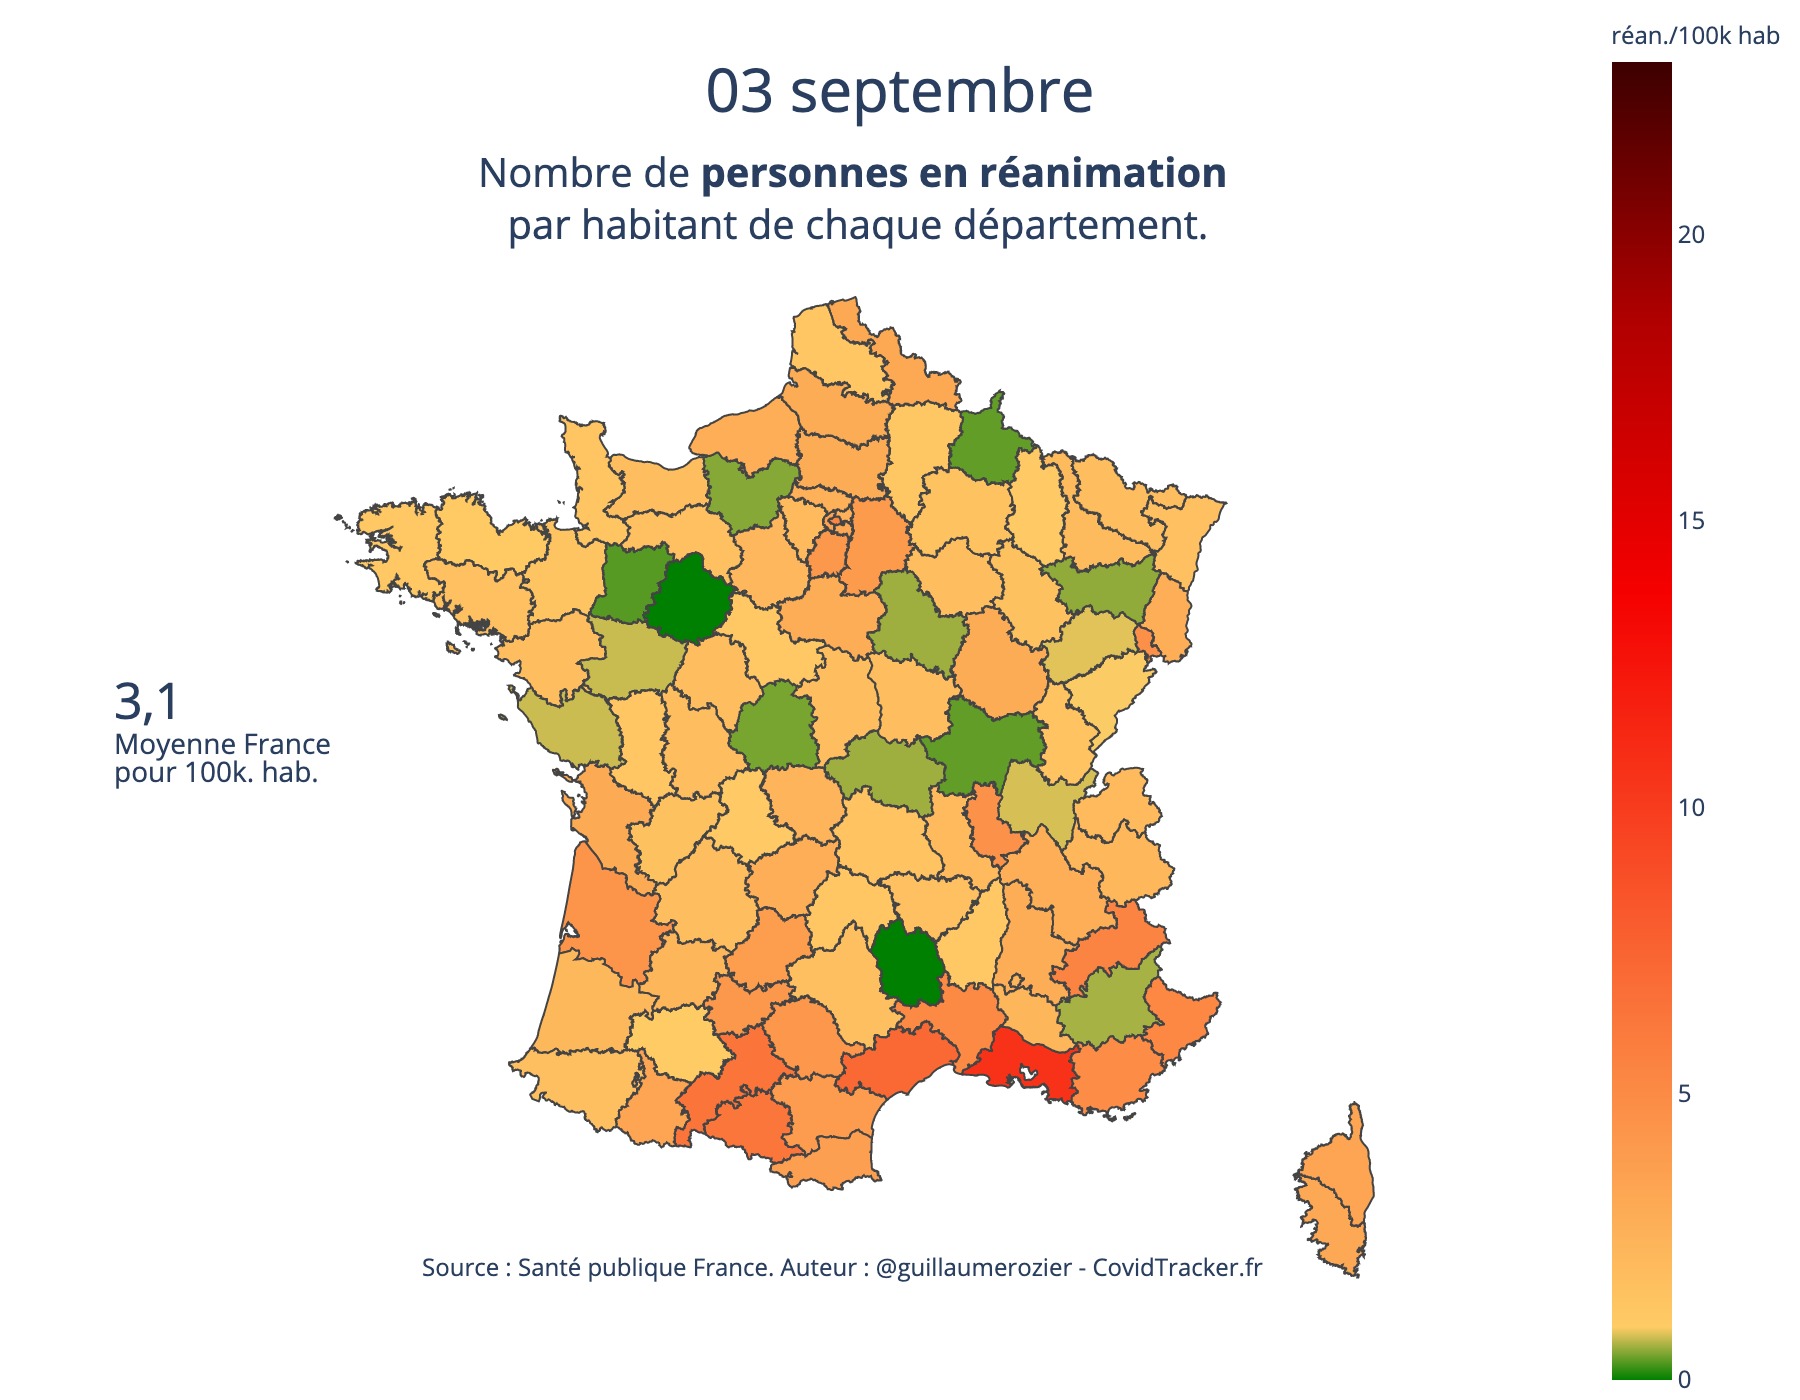 réan./100k hab
03 septembre
Nombre de personnes en réanimation
par habitant de chaque département.
20
15
3,1
Moyenne France
pour 100k. hab.
10
5
Source : Santé publique France. Auteur : @guillaumerozier - CovidTracker.fr
0